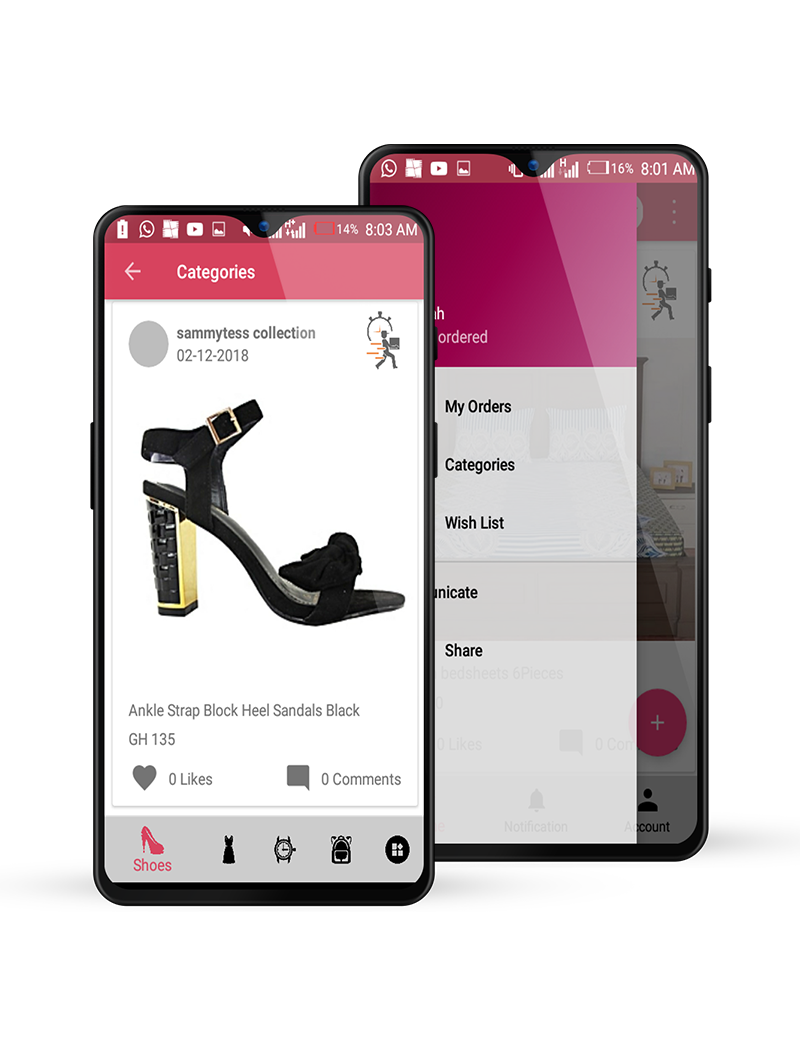 14%
8:03 AM
Categories
sammytess collection
02-12-2018
Ankle Strap Block Heel Sandals Black
GH 135
0 Likes
0 Comments
Shoes
H
16%
8:01 AM
ordered
My Orders
Categories
Wish List
unicate
Share
bedsheets 6Pieces
0 Likes
0 Com
Notification
Account